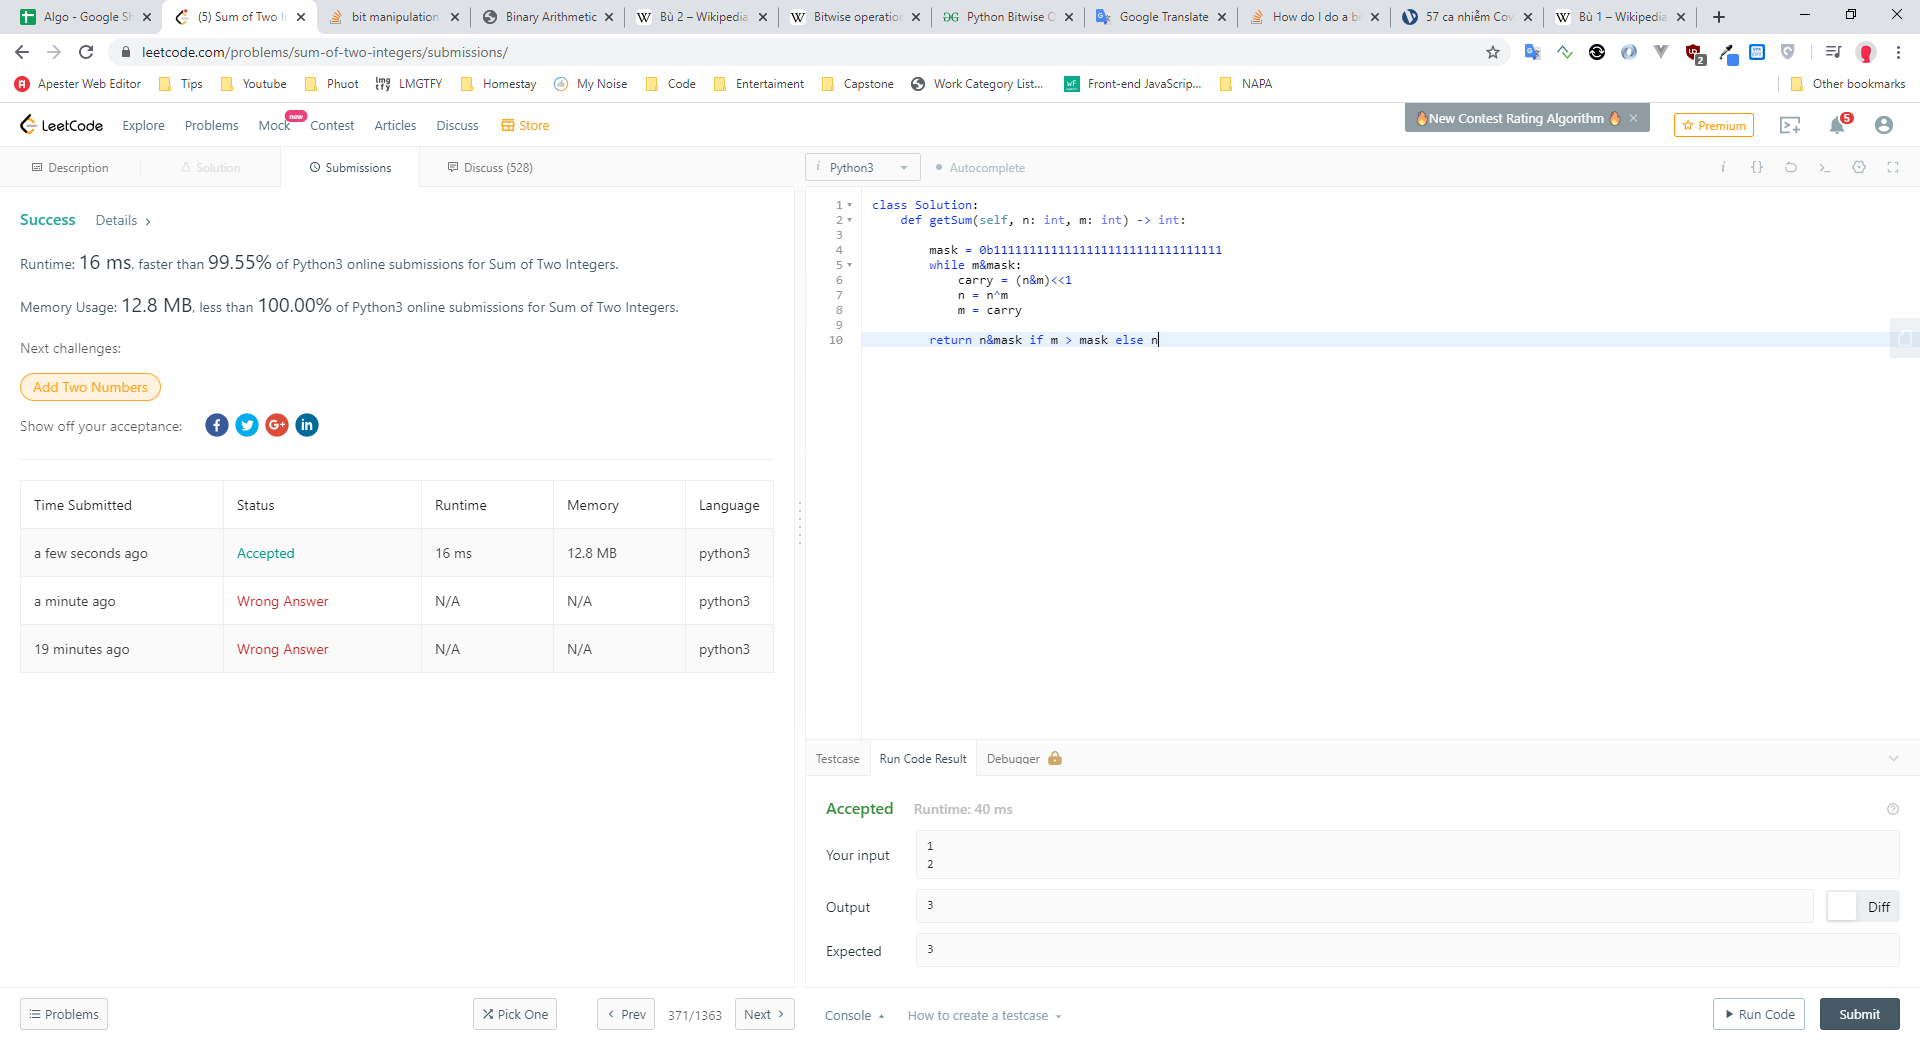 Algo - Google Sh
(5) Sum of Two I
bit manipulation
Binary Arithmetic
Bù 2 – Wikipedia
Bitwise operation
Python Bitwise O
Google Translate
How do I do a bi
57 ca nhiễm Cov
Bù 1 – Wikipedia
leetcode.com/problems/sum-of-two-integers/submissions/
2
Apester Web Editor
Tips
Youtube
Phuot
LMGTFY
Homestay
My Noise
Code
Entertaiment
Capstone
Work Category List...
Front-end JavaScrip...
NAPA
Other bookmarks
LeetCode
Explore
Problems
Mock
new
Contest
Articles
Discuss
Store
New Contest Rating Algorithm
Premium
5
Description
Solution
Submissions
Discuss (528)
i Python3
Autocomplete
Success Details
Runtime: 16 ms, faster than 99.55% of Python3 online submissions for Sum of Two Integers.
Memory Usage: 12.8 MB, less than 100.00% of Python3 online submissions for Sum of Two Integers.
Next challenges:
Add Two Numbers
Show off your acceptance:
Time Submitted Status Runtime Memory Language
a few seconds ago Accepted 16 ms 12.8 MB python3
a minute ago Wrong Answer N/A N/A python3
19 minutes ago Wrong Answer N/A N/A python3
1 class Solution:
2 def getSum(self, n: int, m: int) -> int:
3
4 mask = 0b11111111111111111111111111111111
5 while m&mask:
6 carry = (n&m)<<1
7 n = n^m
8 m = carry
9
10 return n&mask if m > mask else n
Testcase
Run Code Result
Debugger
Accepted Runtime: 40 ms
Your input
1
2
Output
3
Diff
Expected
3
Problems
Pick One
Prev
371/1363
Next
Console
How to create a testcase
Run Code
Submit